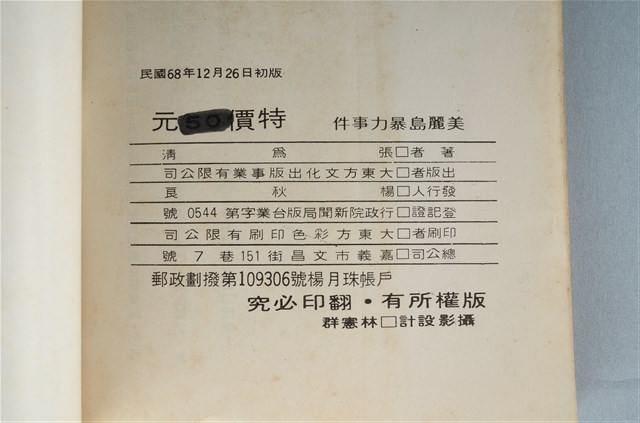 民國68年12月26日初版
美麗島暴力事件 特價50元
著者□張爲清
出版者□大東方文化出版事業有限公司
發行人□楊秋良
登記證□行政院新聞局版台業字第0544號
印刷者□大東方彩色印刷有限公司
總公司□嘉義市文昌街151巷7號
郵政劃撥第109306號楊月珠帳戶
版權所有・翻印必究
攝影設計□林憲群